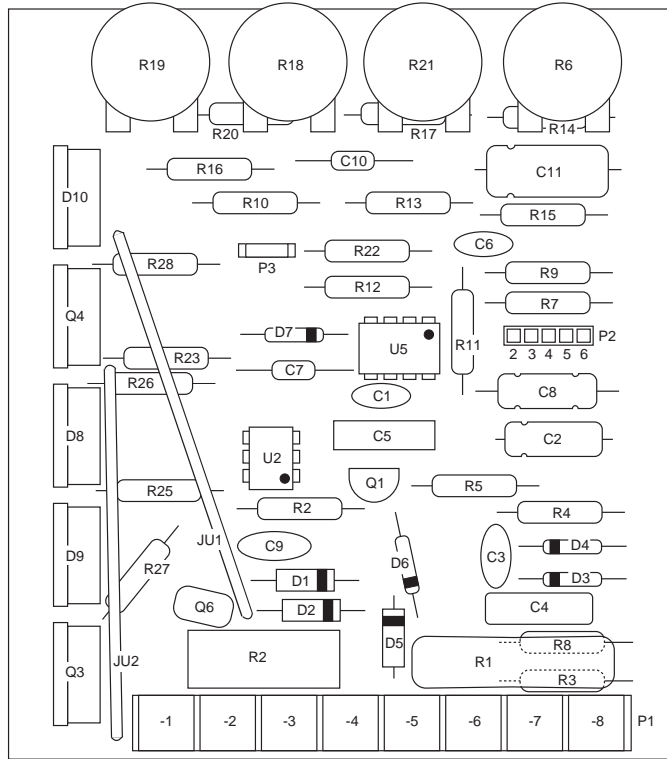 R19 R18 R21 R6
R20 R17 R14
R16 C10 C11
D10 R10 R13 R15
C6
R28 P3 R22 R9
R12 R7
Q4 D7 U5 R11 P2
2 3 4 5 6
R23 C7
R26 C1 C8
D8 U2 C5 C2
R25 Q1 R5
R2 R4
JU1 C9 C3 D4
D9 R27 D1 D6 D3
Q6 D2 C4
Q3 JU2 R2 D5 R1 R8
R3
-1 -2 -3 -4 -5 -6 -7 -8 P1